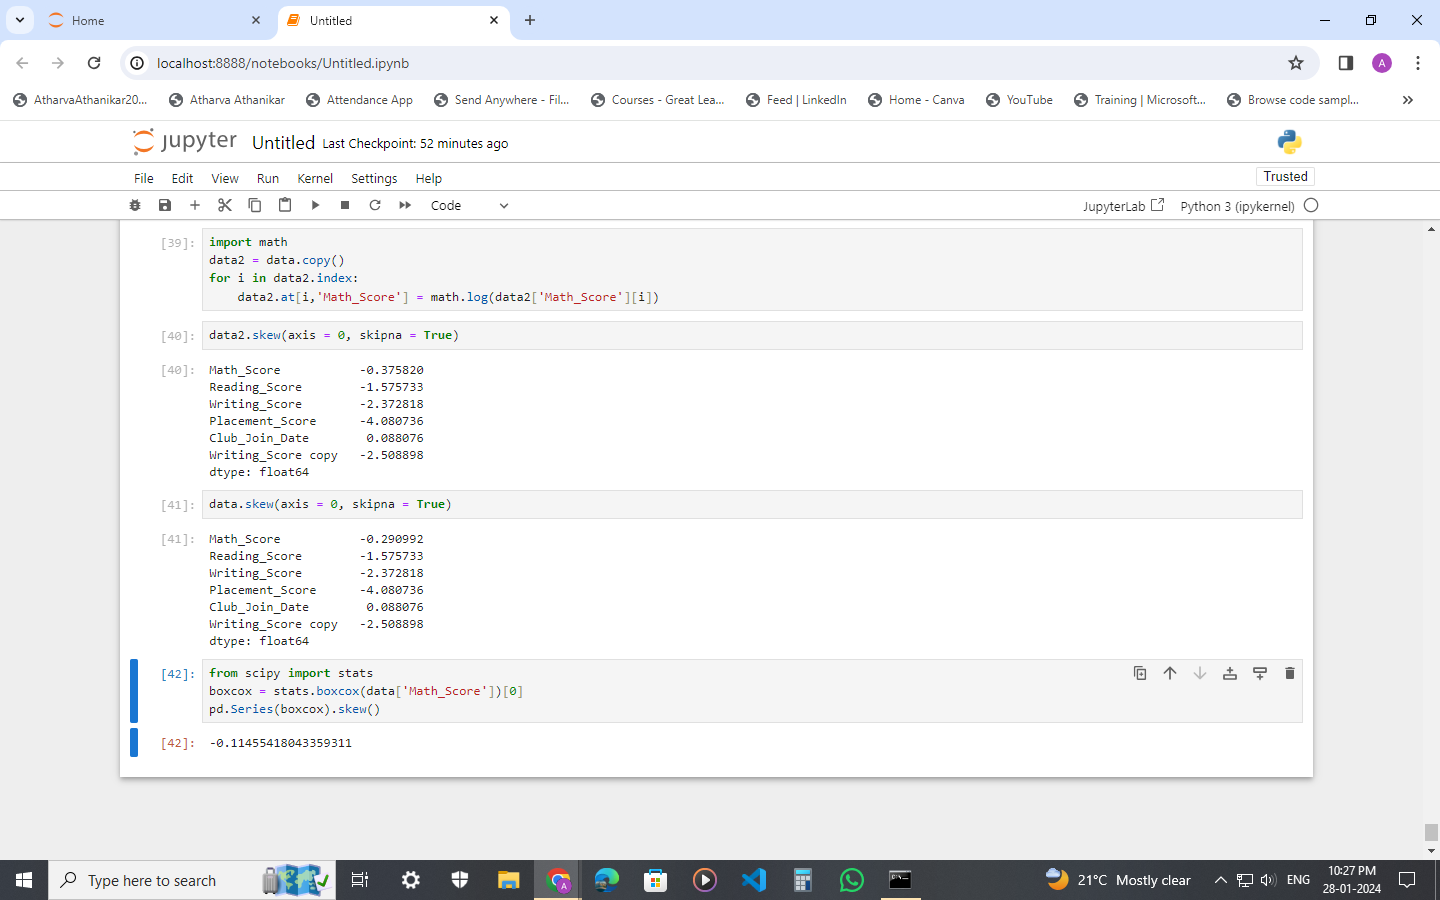 Home
Untitled
localhost:8888/notebooks/Untitled.ipynb
A
AtharvaAthanikar20...
Atharva Athanikar
Attendance App
Send Anywhere - Fil...
Courses - Great Lea...
Feed | LinkedIn
Home - Canva
YouTube
Training | Microsoft...
Browse code sampl...
jupyter Untitled Last Checkpoint: 52 minutes ago
File Edit View Run Kernel Settings Help
Trusted
Code
JupyterLab
Python 3 (ipykernel)
[39]: import math
data2 = data.copy()
for i in data2.index:
    data2.at[i,'Math_Score'] = math.log(data2['Math_Score'][i])
[40]: data2.skew(axis = 0, skipna = True)
[40]: Math_Score -0.375820
Reading_Score -1.575733
Writing_Score -2.372818
Placement_Score -4.080736
Club_Join_Date 0.088076
Writing_Score copy -2.508898
dtype: float64
[41]: data.skew(axis = 0, skipna = True)
[41]: Math_Score -0.290992
Reading_Score -1.575733
Writing_Score -2.372818
Placement_Score -4.080736
Club_Join_Date 0.088076
Writing_Score copy -2.508898
dtype: float64
[42]: from scipy import stats
boxcox = stats.boxcox(data['Math_Score'])[0]
pd.Series(boxcox).skew()
[42]: -0.11455418043359311
Type here to search
A
21°C Mostly clear
ENG
10:27 PM
28-01-2024